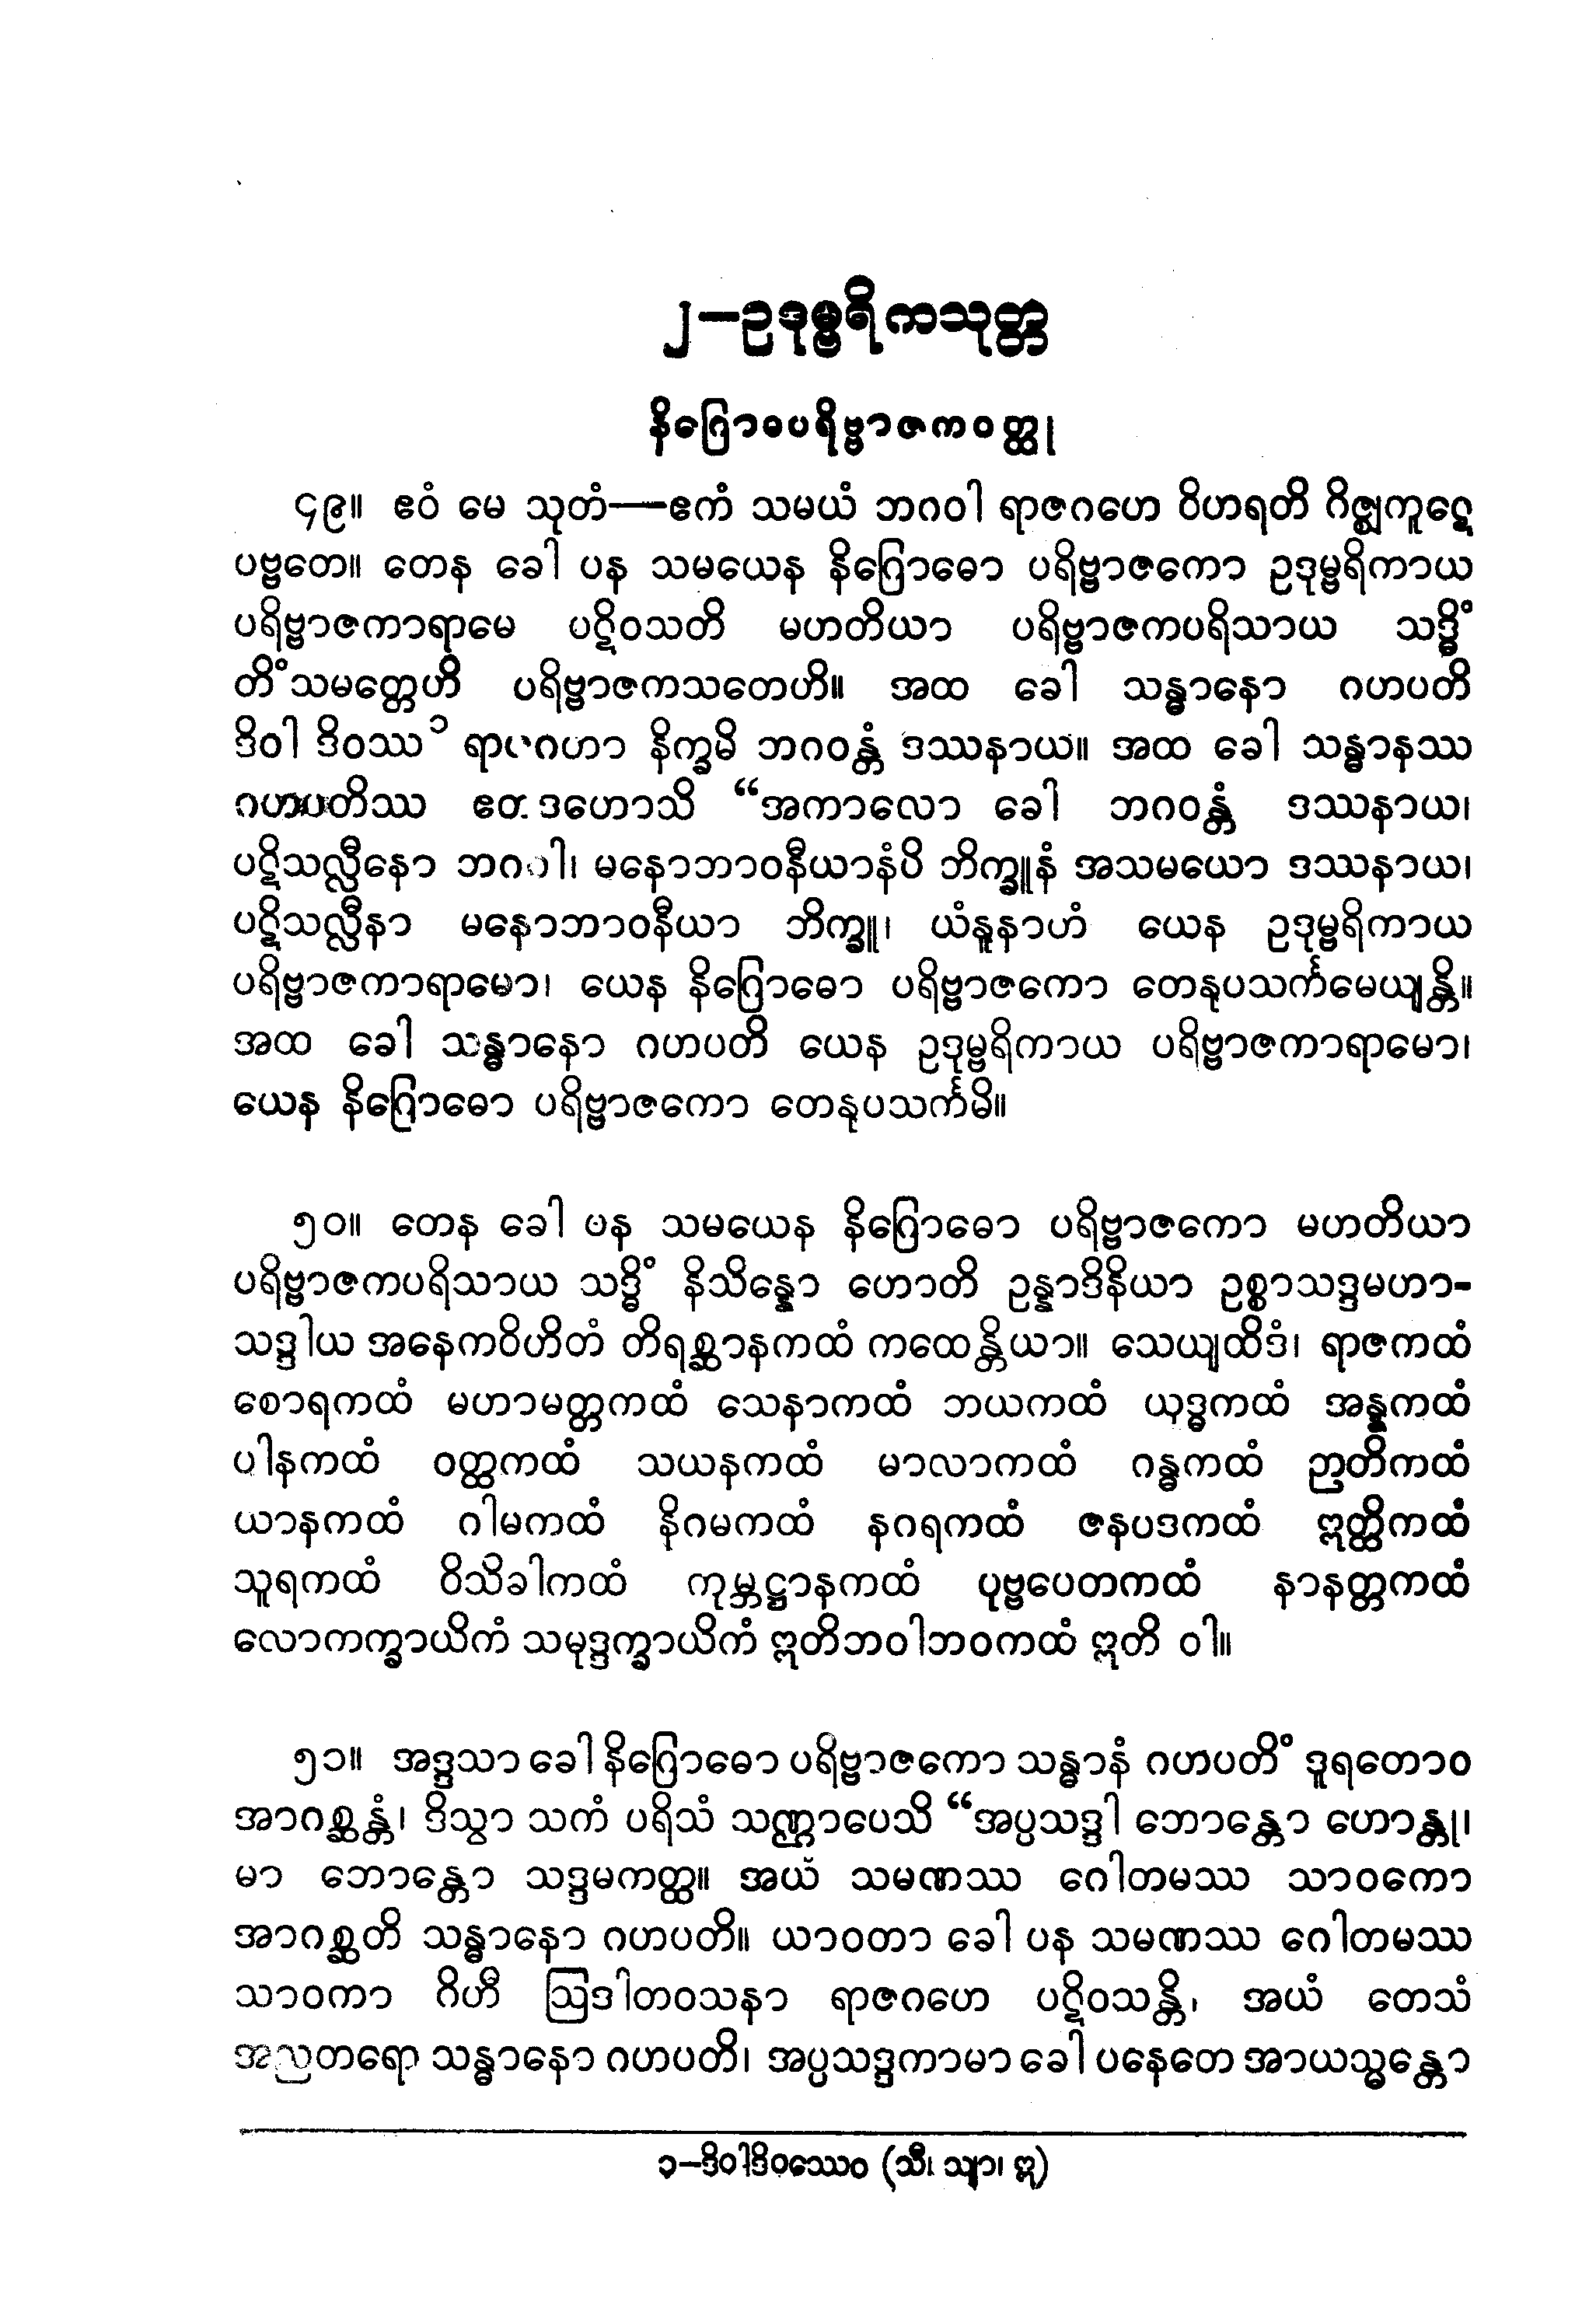 ၂—ဥဒုမ္ဗရိကသုတ္တ
နိဂြောဓပရိဗ္ဗာဇကဝတ္ထု
၄၉။ ဧဝံ မေ သုတံ—ဧကံ သမယံ ဘဂဝါ ရာဇဂဟေ ဝိဟရတိ ဂိဇ္ဈကူဋေ
ပဗ္ဗတေ။ တေန ခေါ ပန သမယေန နိဂြောဓော ပရိဗ္ဗာဇကော ဥဒုမ္ဗရိကာယ
ပရိဗ္ဗာဇကာရာမေ ပဋိဝသတိ မဟတိယာ ပရိဗ္ဗာဇကပရိသာယ သဒ္ဓိံ
တိံသမတ္တေဟိ ပရိဗ္ဗာဇကသတေဟိ။ အထ ခေါ သန္ဓာနော ဂဟပတိ
ဒိဝါ ဒိဝဿ၁ ရာဇဂဟာ နိက္ခမိ ဘဂဝန္တံ ဒဿနာယ။ အထ ခေါ သန္ဓာနဿ
ဂဟပတိဿ ဧတဒဟောသိ “အကာလော ခေါ ဘဂဝန္တံ ဒဿနာယ၊
ပဋိသလ္လီနော ဘဂဝါ၊ မနောဘာဝနီယာနံပိ ဘိက္ခူနံ အသမယော ဒဿနာယ၊
ပဋိသလ္လီနာ မနောဘာဝနီယာ ဘိက္ခူ၊ ယံနူနာဟံ ယေန ဥဒုမ္ဗရိကာယ
ပရိဗ္ဗာဇကာရာမော၊ ယေန နိဂြောဓော ပရိဗ္ဗာဇကော တေနုပသင်္ကမေယျန္တိ။
အထ ခေါ သန္ဓာနော ဂဟပတိ ယေန ဥဒုမ္ဗရိကာယ ပရိဗ္ဗာဇကာရာမော၊
ယေန နိဂြောဓော ပရိဗ္ဗာဇကော တေနုပသင်္ကမိ။
၅၀။ တေန ခေါ ပန သမယေန နိဂြောဓော ပရိဗ္ဗာဇကော မဟတိယာ
ပရိဗ္ဗာဇကပရိသာယ သဒ္ဓိံ နိသိန္နော ဟောတိ ဥန္နာဒိနိယာ ဥစ္စာသဒ္ဒမဟာ-
သဒ္ဒါယ အနေကဝိဟိတံ တိရစ္ဆာနကထံ ကထေန္တိယာ။ သေယျထိဒံ၊ ရာဇကထံ
စောရကထံ မဟာမတ္တကထံ သေနာကထံ ဘယကထံ ယုဒ္ဓကထံ အန္နကထံ
ပါနကထံ ဝတ္ထကထံ သယနကထံ မာလာကထံ ဂန္ဓကထံ ဉာတိကထံ
ယာနကထံ ဂါမကထံ နိဂမကထံ နဂရကထံ ဇနပဒကထံ ဣတ္ထိကထံ
သူရကထံ ဝိသိခါကထံ ကုမ္ဘဋ္ဌာနကထံ ပုဗ္ဗပေတကထံ နာနတ္တကထံ
လောကက္ခာယိကံ သမုဒ္ဒက္ခာယိကံ ဣတိဘဝါဘဝကထံ ဣတိ ဝါ။
၅၁။ အဒ္ဒသာ ခေါ နိဂြောဓော ပရိဗ္ဗာဇကော သန္ဓာနံ ဂဟပတိံ ဒူရတောဝ
အာဂစ္ဆန္တံ၊ ဒိသွာ သကံ ပရိသံ သဏ္ဌာပေသိ “အပ္ပသဒ္ဒါ ဘောန္တော ဟောန္တု၊
မာ ဘောန္တော သဒ္ဒမကတ္ထ။ အယံ သမဏဿ ဂေါတမဿ သာဝကော
အာဂစ္ဆတိ သန္ဓာနော ဂဟပတိ။ ယာဝတာ ခေါ ပန သမဏဿ ဂေါတမဿ
သာဝကာ ဂိဟီ ဩဒါတဝသနာ ရာဇဂဟေ ပဋိဝသန္တိ၊ အယံ တေသံ
အညတရော သန္ဓာနော ဂဟပတိ၊ အပ္ပသဒ္ဒကာမာ ခေါ ပနေတေ အာယသ္မန္တော
၁—ဒိဝါဒိဝဿေဝ (သီ၊ သျာ၊ ဣ)